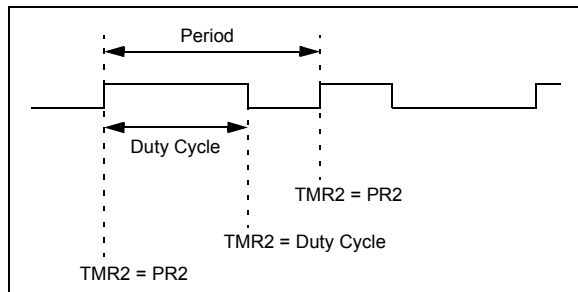 Period
Duty Cycle
TMR2 = PR2
TMR2 = Duty Cycle
TMR2 = PR2